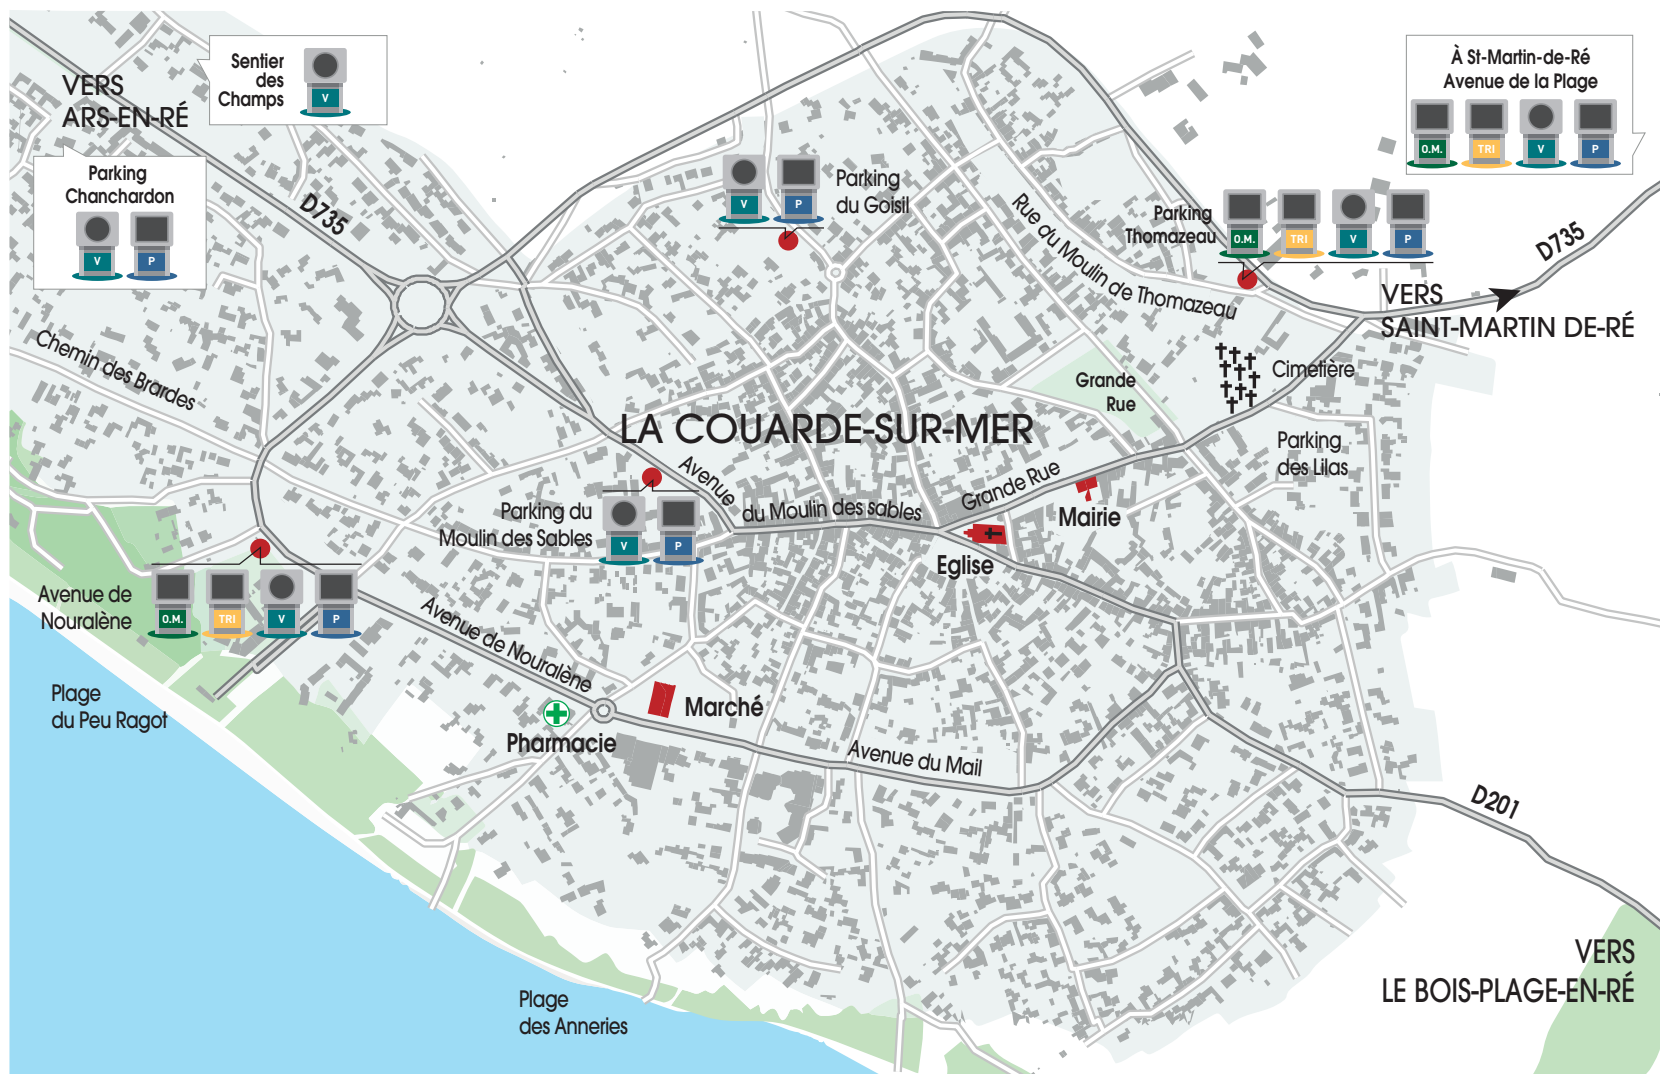 VERS
ARS-EN-RÉ
Sentier
des
Champs
V
Parking
Chanchardon
V
P
D735
Chemin des Brardes
V
P
Parking
du Goisil
À St-Martin-de-Ré
Avenue de la Plage
O.M.
TRI
V
P
Parking
Thomazeau
O.M.
TRI
V
P
Rue du Moulin de Thomazeau
D735
VERS
SAINT-MARTIN DE-RÉ
Cimetière
Grande
Rue
LA COUARDE-SUR-MER
Parking
des Lilas
Avenue
du Moulin des sables
Grande Rue
Mairie
Eglise
Parking du
Moulin des Sables
V
P
Avenue de
Nouralène
O.M.
TRI
V
P
Avenue de Nouralène
Plage
du Peu Ragot
Marché
Pharmacie
Avenue du Mail
D201
VERS
LE BOIS-PLAGE-EN-RÉ
Plage
des Anneries